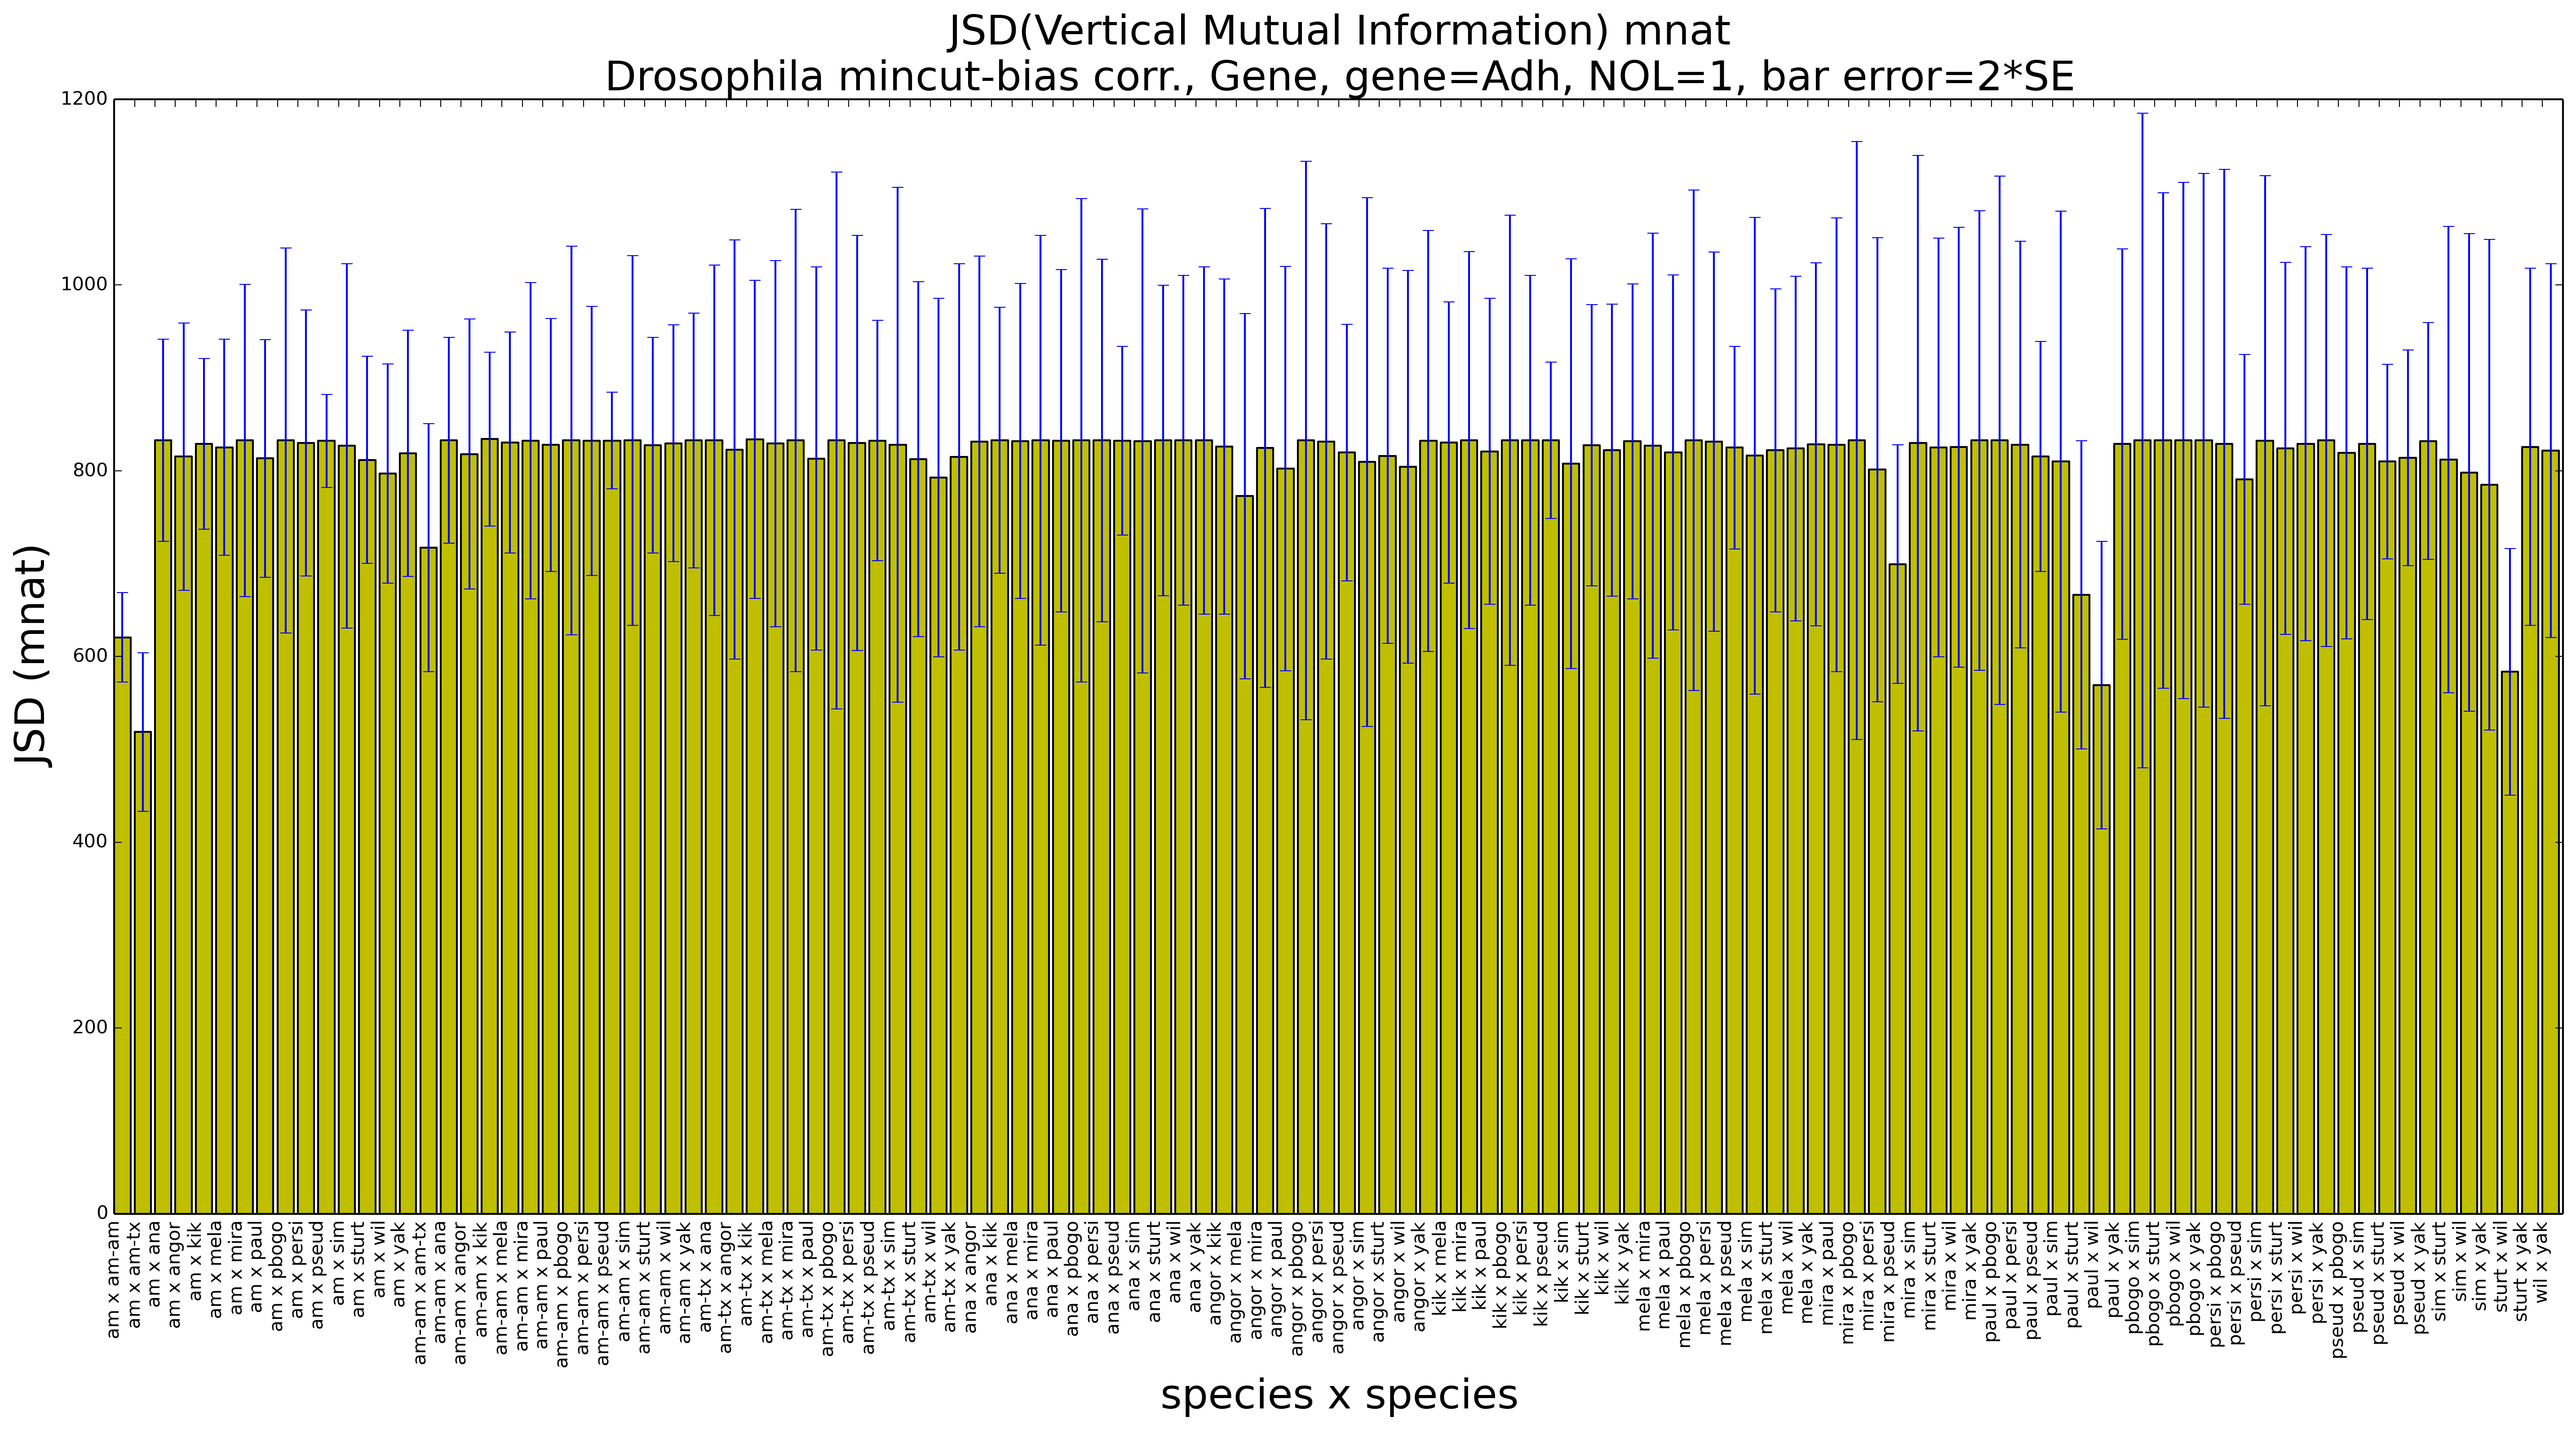 JSD(Vertical Mutual Information) mnat
Drosophila mincut-bias corr., Gene, gene=Adh, NOL=1, bar error=2*SE
JSD (mnat)
1200
1000
800
600
400
200
0
am x am-am
am x am-tx
am x ana
am x angor
am x kik
am x mela
am x mira
am x paul
am x pbogo
am x persi
am x pseud
am x sim
am x sturt
am x wil
am x yak
am-am x am-tx
am-am x ana
am-am x angor
am-am x kik
am-am x mela
am-am x mira
am-am x paul
am-am x pbogo
am-am x persi
am-am x pseud
am-am x sim
am-am x sturt
am-am x wil
am-am x yak
am-tx x ana
am-tx x angor
am-tx x kik
am-tx x mela
am-tx x mira
am-tx x paul
am-tx x pbogo
am-tx x persi
am-tx x pseud
am-tx x sim
am-tx x sturt
am-tx x wil
am-tx x yak
ana x angor
ana x kik
ana x mela
ana x mira
ana x paul
ana x pbogo
ana x persi
ana x pseud
ana x sim
ana x sturt
ana x wil
ana x yak
angor x kik
angor x mela
angor x mira
angor x paul
angor x pbogo
angor x persi
angor x pseud
angor x sim
angor x sturt
angor x wil
angor x yak
kik x mela
kik x mira
kik x paul
kik x pbogo
kik x persi
kik x pseud
kik x sim
kik x sturt
kik x wil
kik x yak
mela x mira
mela x paul
mela x pbogo
mela x persi
mela x pseud
mela x sim
mela x sturt
mela x wil
mela x yak
mira x paul
mira x pbogo
mira x persi
mira x pseud
mira x sim
mira x sturt
mira x wil
mira x yak
paul x pbogo
paul x persi
paul x pseud
paul x sim
paul x sturt
paul x wil
paul x yak
pbogo x sim
pbogo x sturt
pbogo x wil
pbogo x yak
persi x pbogo
persi x pseud
persi x sim
persi x sturt
persi x wil
persi x yak
pseud x pbogo
pseud x sim
pseud x sturt
pseud x wil
pseud x yak
sim x sturt
sim x wil
sim x yak
sturt x wil
sturt x yak
wil x yak
species x species